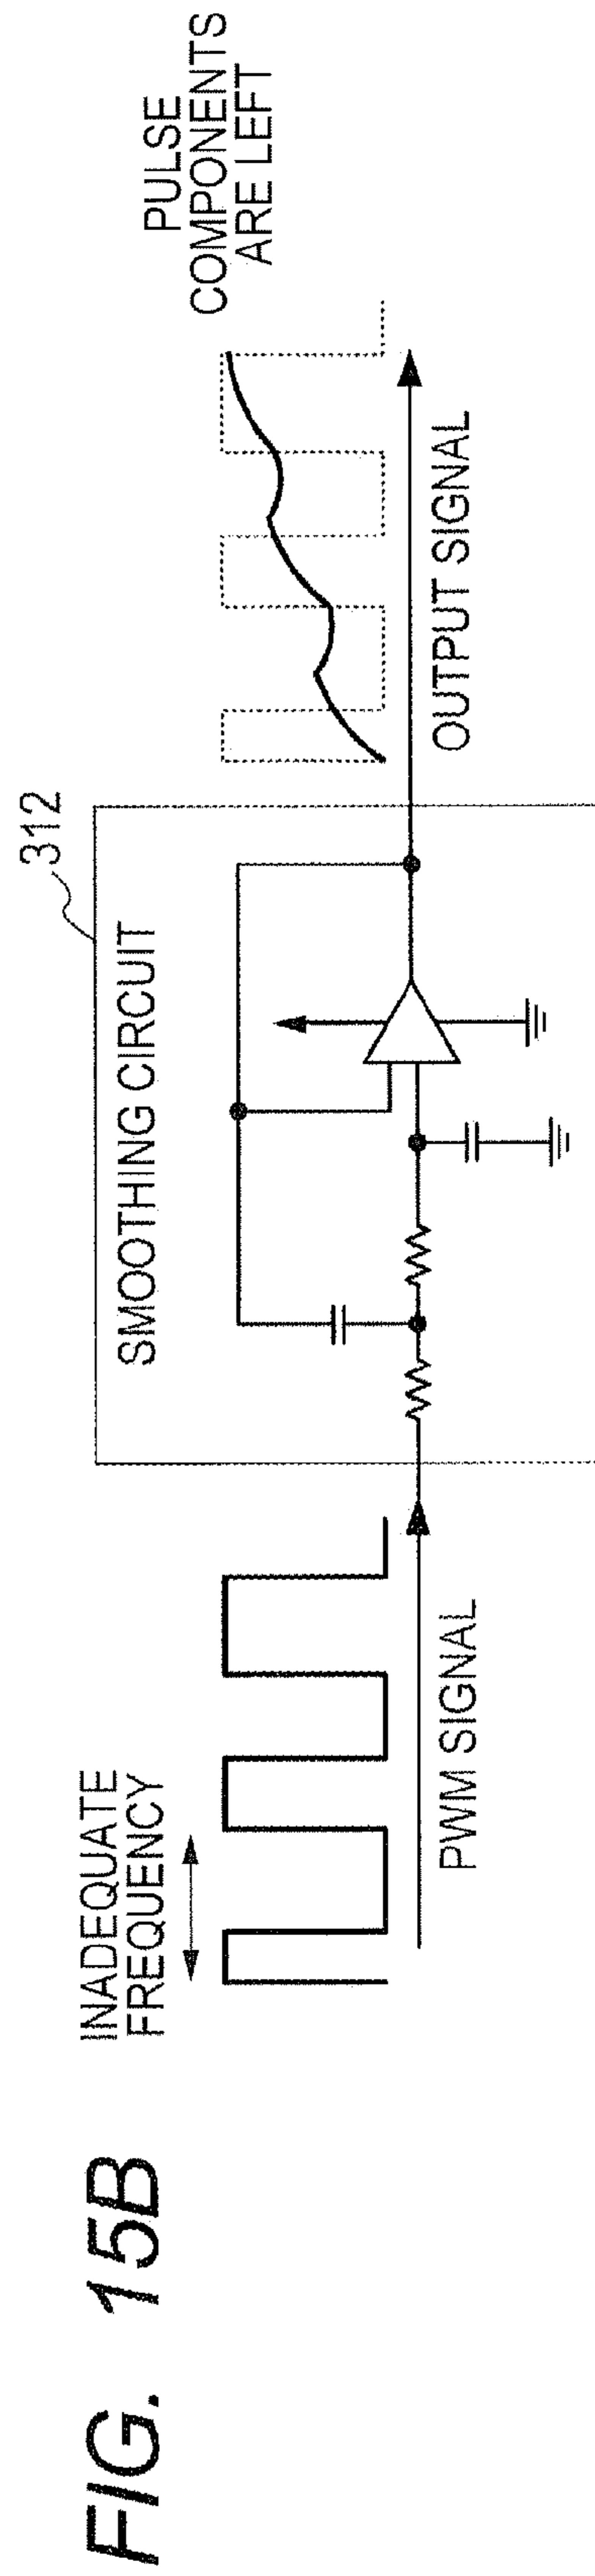 FIG. 15B
INADEQUATE
FREQUENCY
PWM SIGNAL
312
SMOOTHING CIRCUIT
OUTPUT SIGNAL
PULSE
COMPONENTS
ARE LEFT